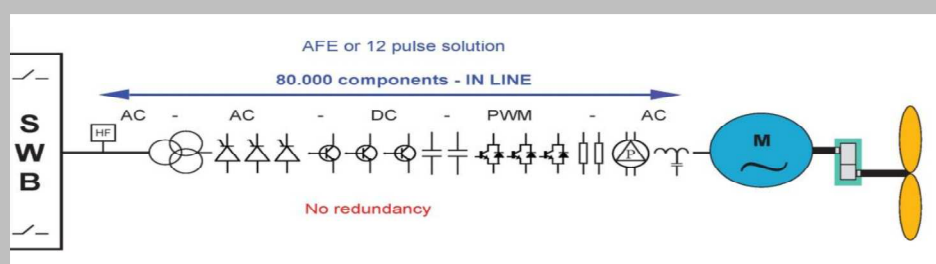 AFE or 12 pulse solution
80.000 components - IN LINE
AC - AC - DC - PWM - AC
HF
S
W
B
P
M
No redundancy